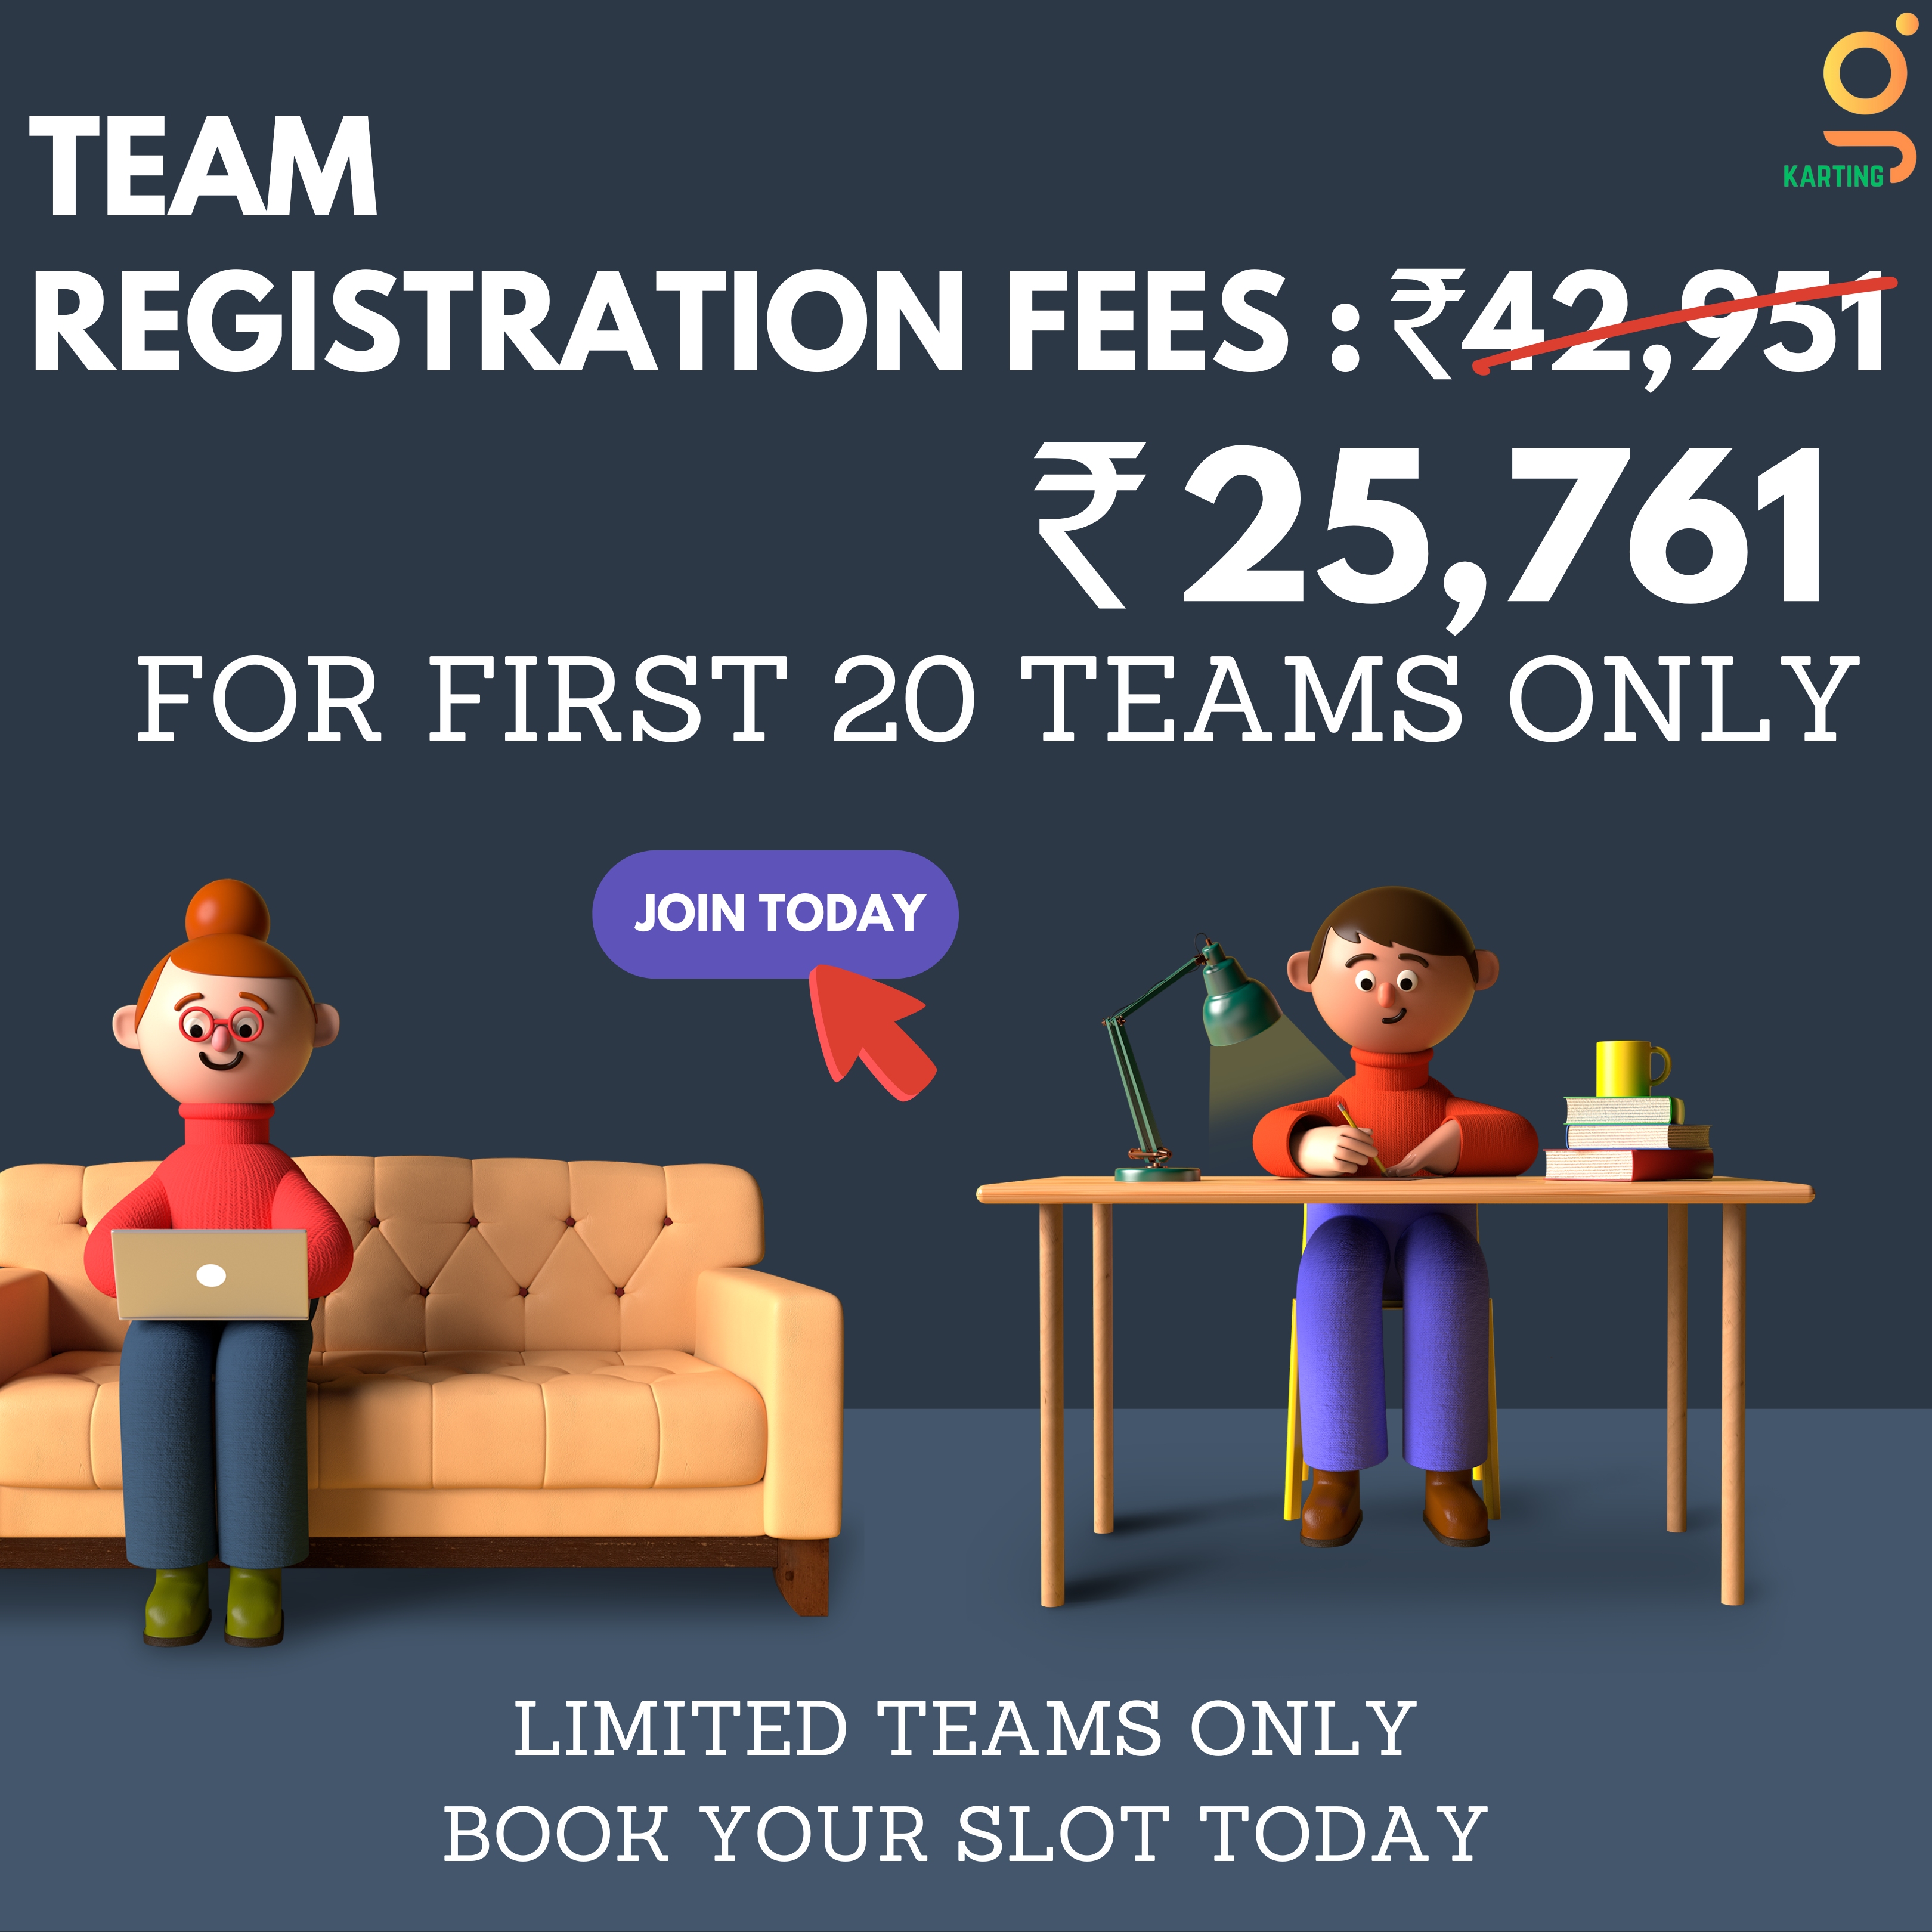 g
KARTING
TEAM
REGISTRATION FEES : ₹42,951
₹25,761
FOR FIRST 20 TEAMS ONLY
JOIN TODAY
LIMITED TEAMS ONLY
BOOK YOUR SLOT TODAY